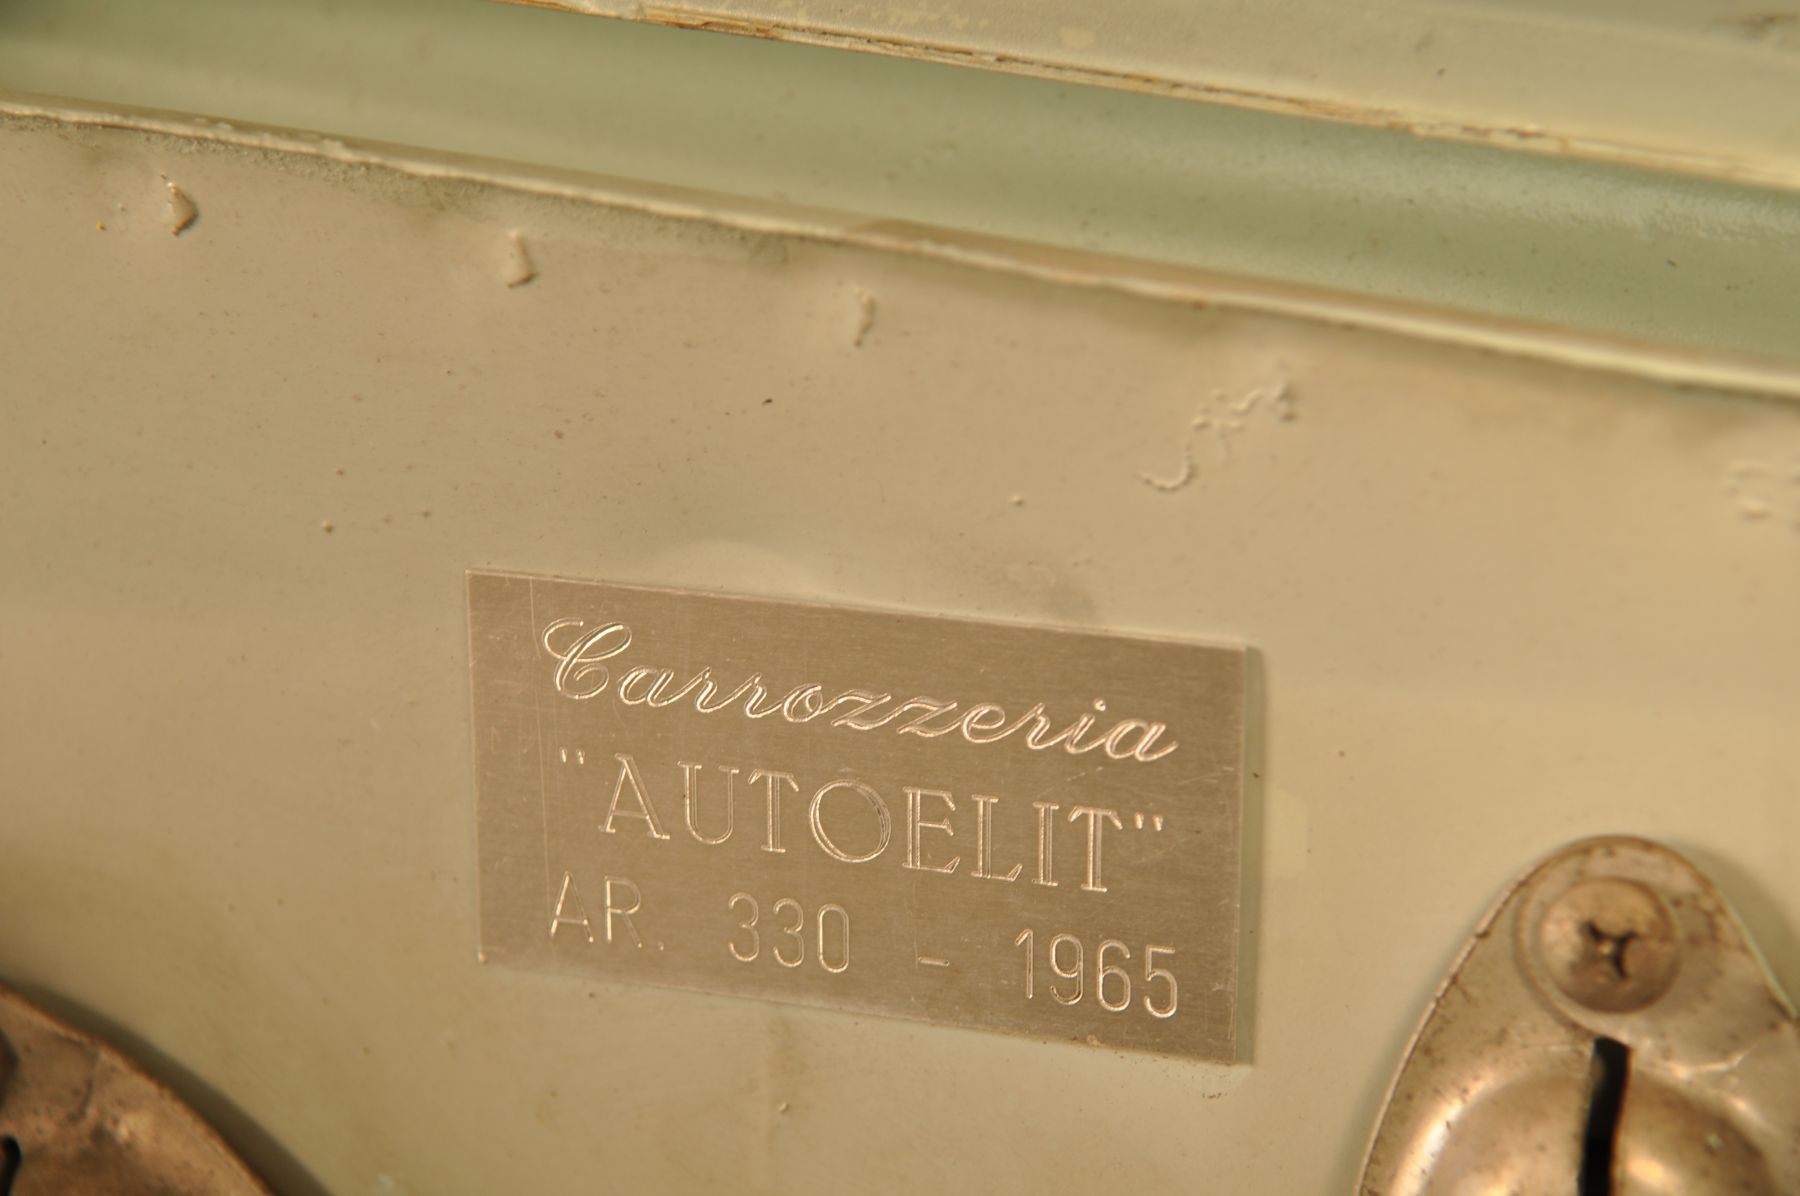 Carrozzeria
"AUTOELIT"
AR. 330 - 1965